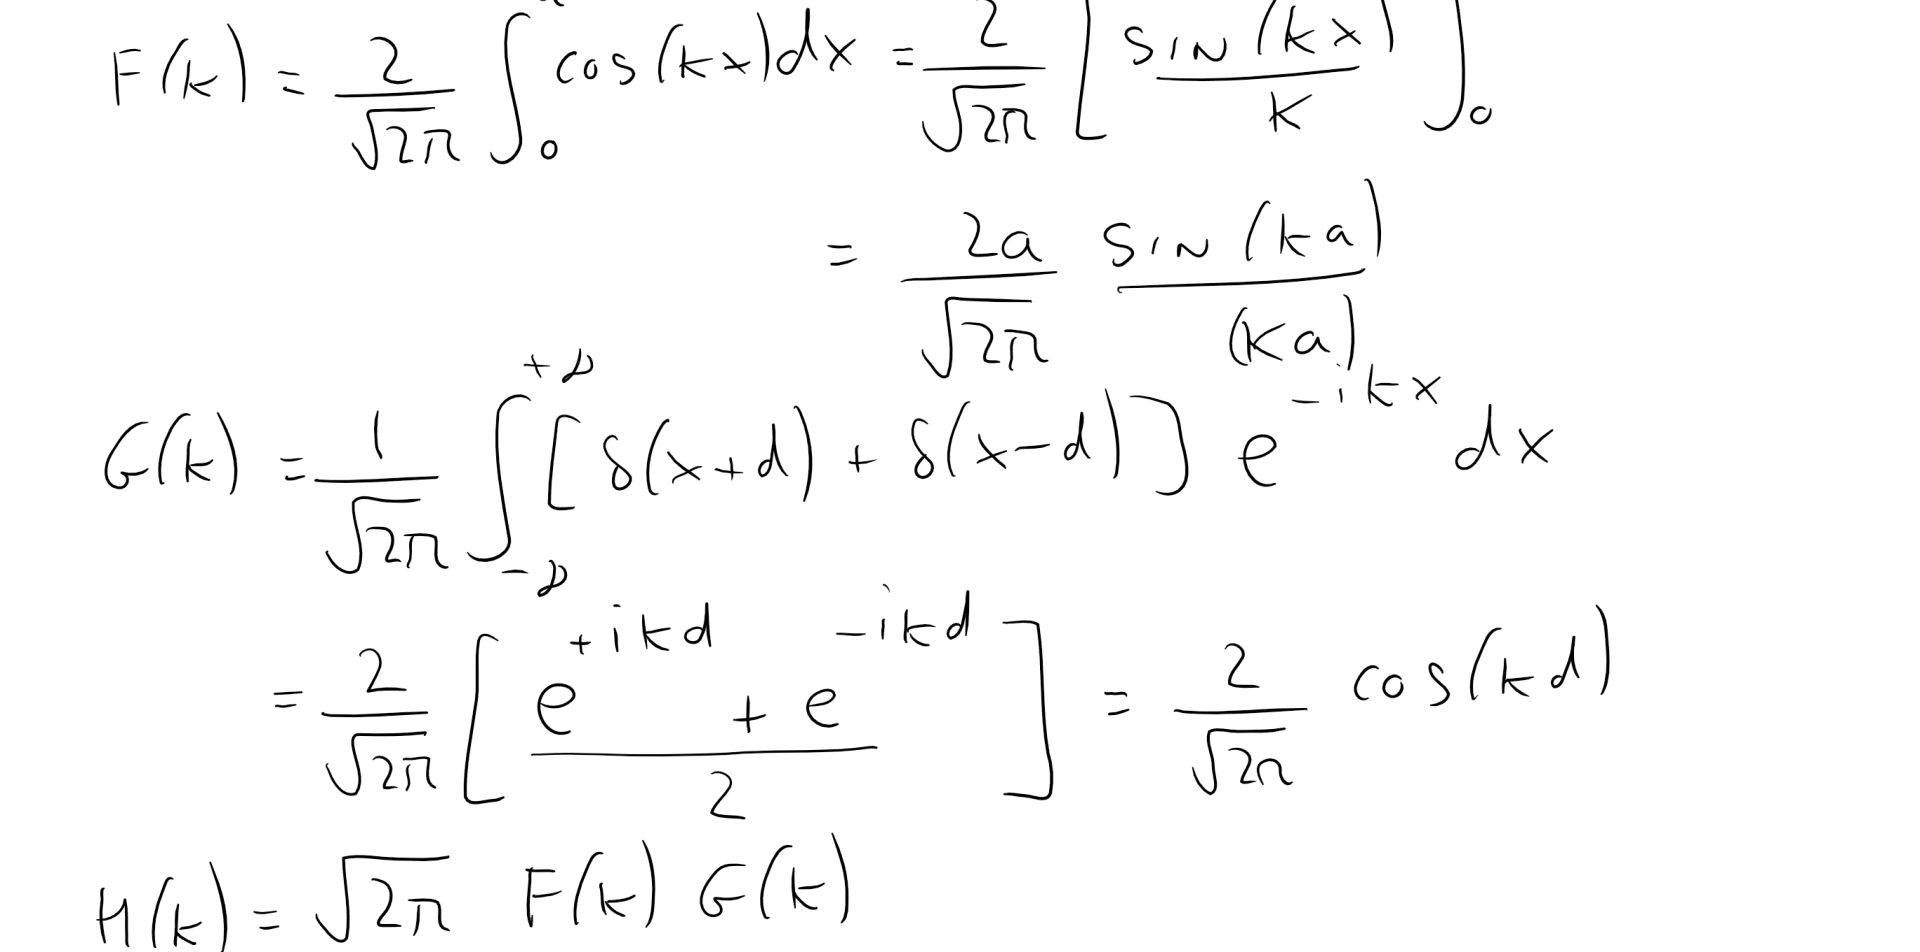 F(k) = 2/√2π ∫₀ cos(kx)dx = 2/√2π [sin(kx)/k]₀
= 2a/√2π sin(ka)/(ka)
G(k) = 1/√2π ∫₋∞⁺∞ [δ(x+d) + δ(x-d)] e^{-ikx} dx
= 2/√2π [(e^{+ikd} + e^{-ikd})/2] = 2/√2π cos(kd)
H(k) = √2π F(k) G(k)